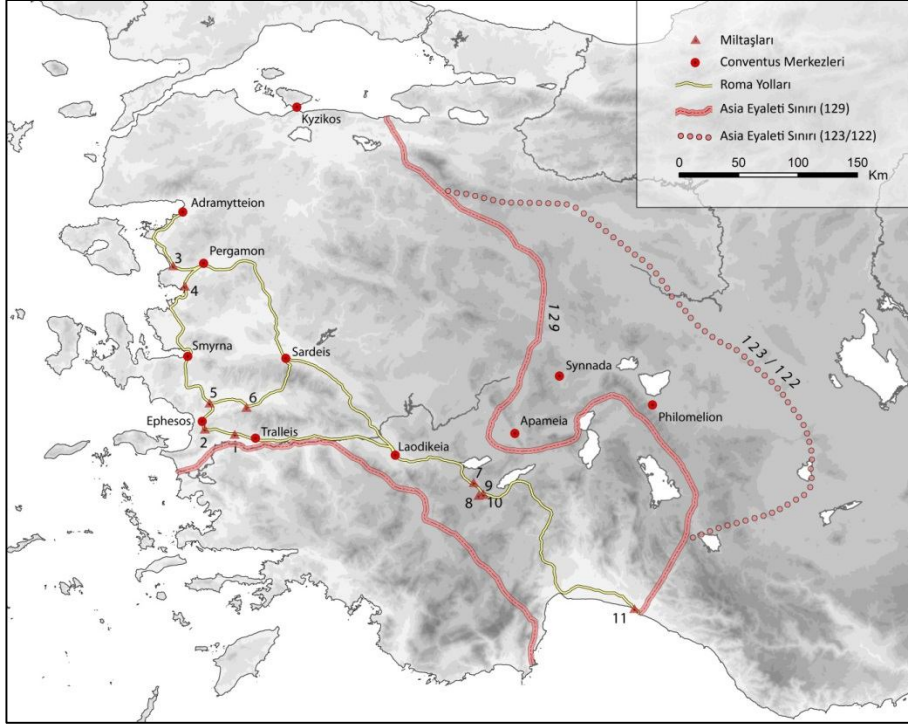 Miltaşları
Conventus Merkezleri
Roma Yolları
Asia Eyaleti Sınırı (129)
Asia Eyaleti Sınırı (123/122)
0 50 100 150
Km
Kyzikos
Adramytteion
Pergamon
3
4
129
123/122
Smyrna
Sardeis
Synnada
5
6
Philomelion
Ephesos
2
1
Tralleis
Apameia
Laodikeia
7
9
8
10
11